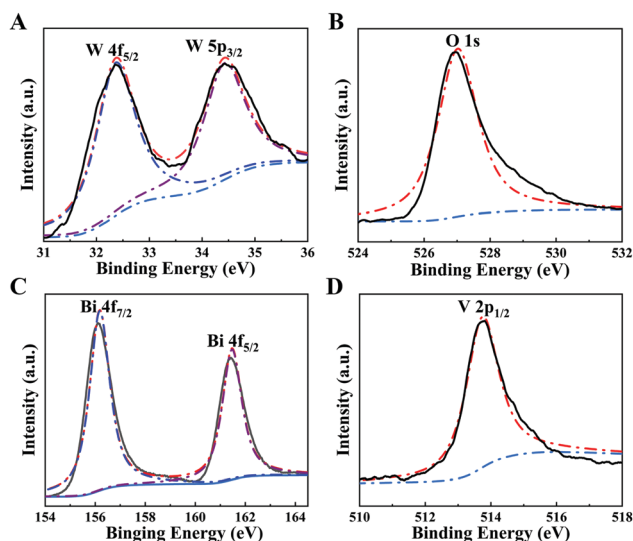 A
W 4f5/2 W 5p3/2
Intensity (a.u.)
31 32 33 34 35 36
Binding Energy (eV)
B
O 1s
Intensity (a.u.)
524 526 528 530 532
Binding Energy (eV)
C
Bi 4f7/2
Bi 4f5/2
Intensity (a.u.)
154 156 158 160 162 164
Binging Energy (eV)
D
V 2p1/2
Intensity (a.u.)
510 512 514 516 518
Binding Energy (eV)